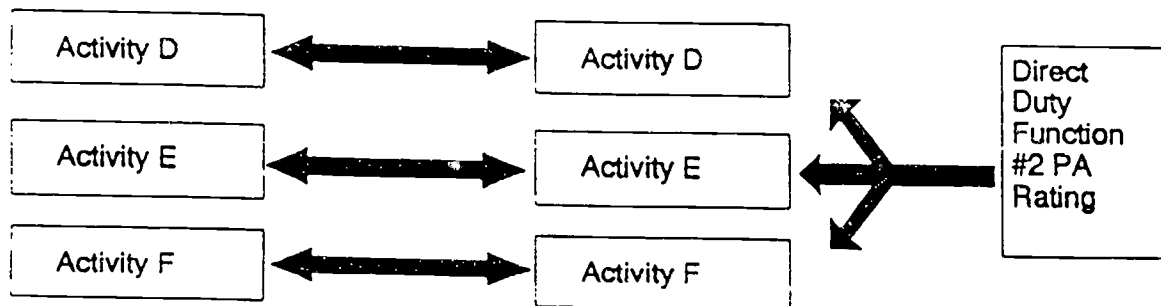 Activity D
Activity D
Activity E
Activity E
Activity F
Activity F
Direct
Duty
Function
#2 PA
Rating